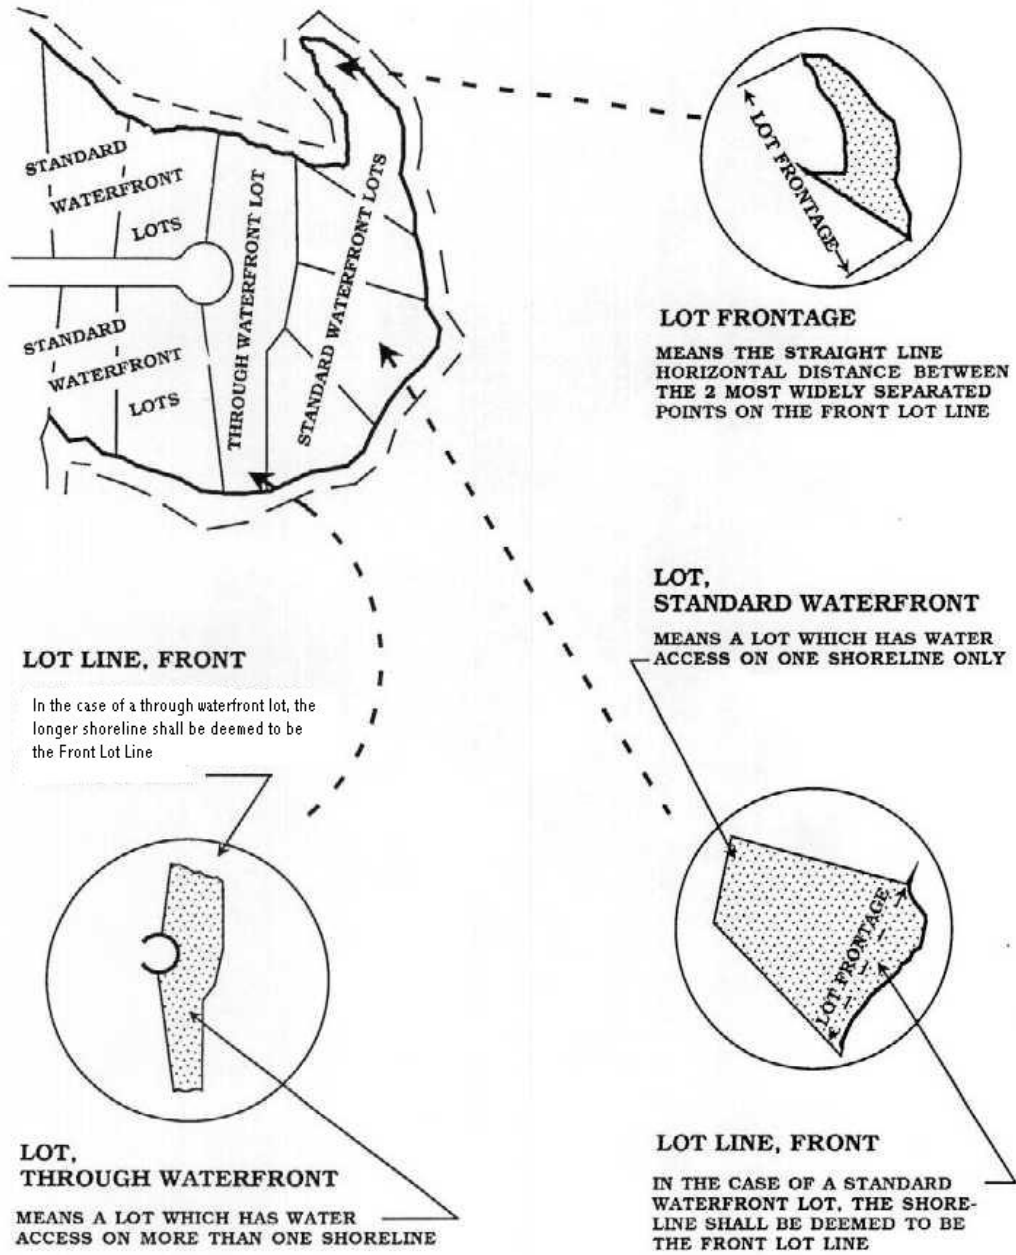 STANDARD
WATERFRONT
LOTS
THROUGH WATERFRONT LOT
STANDARD WATERFRONT LOTS
STANDARD
WATERFRONT
LOTS
LOT FRONTAGE
LOT FRONTAGE
MEANS THE STRAIGHT LINE
HORIZONTAL DISTANCE BETWEEN
THE 2 MOST WIDELY SEPARATED
POINTS ON THE FRONT LOT LINE
LOT,
STANDARD WATERFRONT
MEANS A LOT WHICH HAS WATER
ACCESS ON ONE SHORELINE ONLY
LOT LINE, FRONT
In the case of a through waterfront lot, the
longer shoreline shall be deemed to be
the Front Lot Line
LOT FRONTAGE
LOT,
THROUGH WATERFRONT
MEANS A LOT WHICH HAS WATER
ACCESS ON MORE THAN ONE SHORELINE
LOT LINE, FRONT
IN THE CASE OF A STANDARD
WATERFRONT LOT, THE SHORE-
LINE SHALL BE DEEMED TO BE
THE FRONT LOT LINE